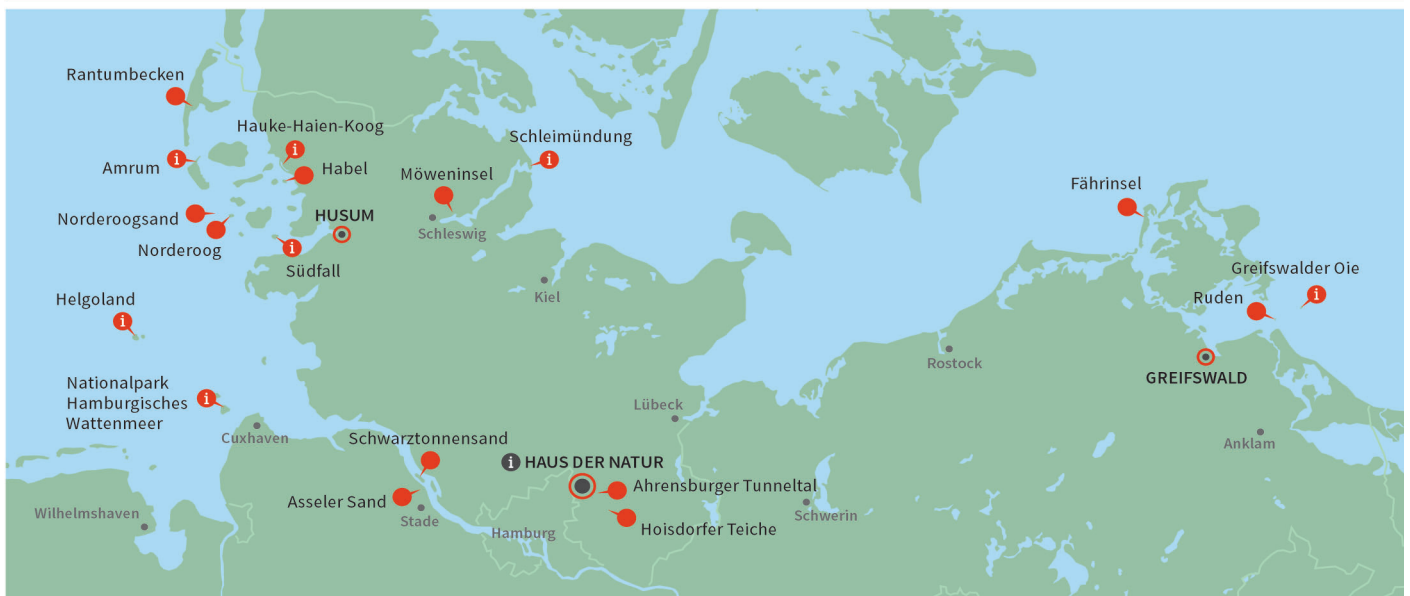 Rantumbecken
Hauke-Haien-Koog
i
Schleimündung
i
Amrum
i
Habel
Möweninsel
Fährinsel
Norderoogsand
HUSUM
Schleswig
Norderoog
i
Südfall
Greifswalder Oie
i
Kiel
Ruden
Helgoland
i
Rostock
GREIFSWALD
Nationalpark
Hamburgisches
Wattenmeer
i
Lübeck
Cuxhaven
Anklam
Schwarztonnensand
i HAUS DER NATUR
Ahrensburger Tunneltal
Asseler Sand
Stade
Schwerin
Wilhelmshaven
Hamburg
Hoisdorfer Teiche